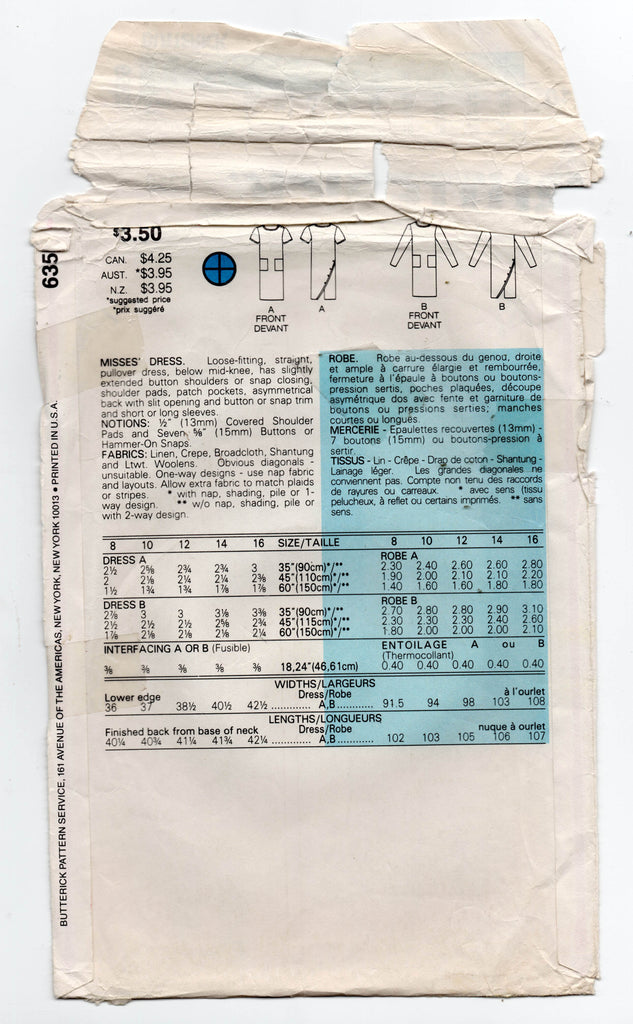 $3.50
CAN. $4.25
AUST. *$3.95
N.Z. $3.95
*suggested price
*prix suggéré
635
A
FRONT
DEVANT
A
B
FRONT
DEVANT
B
MISSES' DRESS. Loose-fitting, straight,
pullover dress, below mid-knee, has slightly
extended button shoulders or snap closing,
shoulder pads, patch pockets, asymmetrical
back with slit opening and button or snap trim
and short or long sleeves.
NOTIONS: ½" (13mm) Covered Shoulder
Pads and Seven ⅝" (15mm) Buttons or
Hammer-On Snaps.
FABRICS: Linen, Crepe, Broadcloth, Shantung
and Ltwt. Woolens. Obvious diagonals -
unsuitable. One-way designs - use nap fabric
and layouts. Allow extra fabric to match plaids
or stripes. * with nap, shading, pile or 1-
way design. ** w/o nap, shading, pile or
with 2-way design.
ROBE. Robe au-dessous du genou, droite
et ample à carrure élargie et rembourrée,
fermeture à l'épaule à boutons ou boutons-
pression sertis, poches plaquées, découpe
asymétrique dos avec fente et garniture de
boutons ou pressions serties; manches
courtes ou longues.
MERCERIE - Epaulettes recouvertes (13mm) -
7 boutons (15mm) ou boutons-pression à
sertir.
TISSUS - Lin - Crêpe - Drap de coton - Shantung -
Lainage léger. Les grandes diagonales ne
conviennent pas. Compte non tenu des raccords
de rayures ou carreaux. * avec sens (tissu
pelucheux, à reflet ou certains imprimés. ** sans
sens.
8 10 12 14 16 SIZE/TAILLE 8 10 12 14 16
DRESS A ROBE A
2½ 2⅝ 2¾ 2¾ 3 35"(90cm)*/** 2.30 2.40 2.60 2.60 2.80
2 2⅛ 2¼ 2¼ 2⅜ 45"(110cm)*/** 1.90 2.00 2.10 2.10 2.20
1½ 1¾ 1¾ 1⅞ 1⅞ 60"(150cm)*/** 1.40 1.60 1.60 1.80 1.80
DRESS B ROBE B
2⅞ 3 3 3⅛ 3⅜ 35"(90cm)*/** 2.70 2.80 2.80 2.90 3.10
2½ 2½ 2½ 2⅝ 2¾ 45"(115cm)*/** 2.30 2.30 2.30 2.40 2.60
1⅞ 2⅛ 2⅛ 2⅛ 2¼ 60"(150cm)*/** 1.80 2.00 2.00 2.00 2.10
INTERFACING A OR B (Fusible) ENTOILAGE A ou B
(Thermocollant)
⅜ ⅜ ⅜ ⅜ ⅜ 18,24"(46,61cm) 0.40 0.40 0.40 0.40 0.40
WIDTHS/LARGEURS
Lower edge Dress/Robe à l'ourlet
36 37 38½ 40½ 42½ ............ A,B............ 91.5 94 98 103 108
LENGTHS/LONGUEURS
Finished back from base of neck Dress/Robe nuque à ourlet
40¼ 40¾ 41¼ 41¾ 42¼ ............ A,B............ 102 103 105 106 107
BUTTERICK PATTERN SERVICE, 161 AVENUE OF THE AMERICAS, NEW YORK, NEW YORK 10013 • PRINTED IN U.S.A.